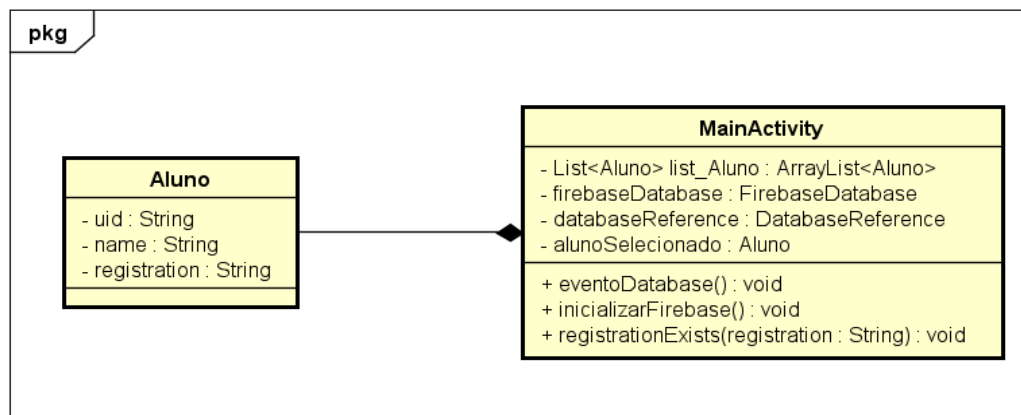 pkg
Aluno
- uid : String
- name : String
- registration : String
MainActivity
- List<Aluno> list_Aluno : ArrayList<Aluno>
- firebaseDatabase : FirebaseDatabase
- databaseReference : DatabaseReference
- alunoSelecionado : Aluno
+ eventoDatabase() : void
+ inicializarFirebase() : void
+ registrationExists(registration : String) : void